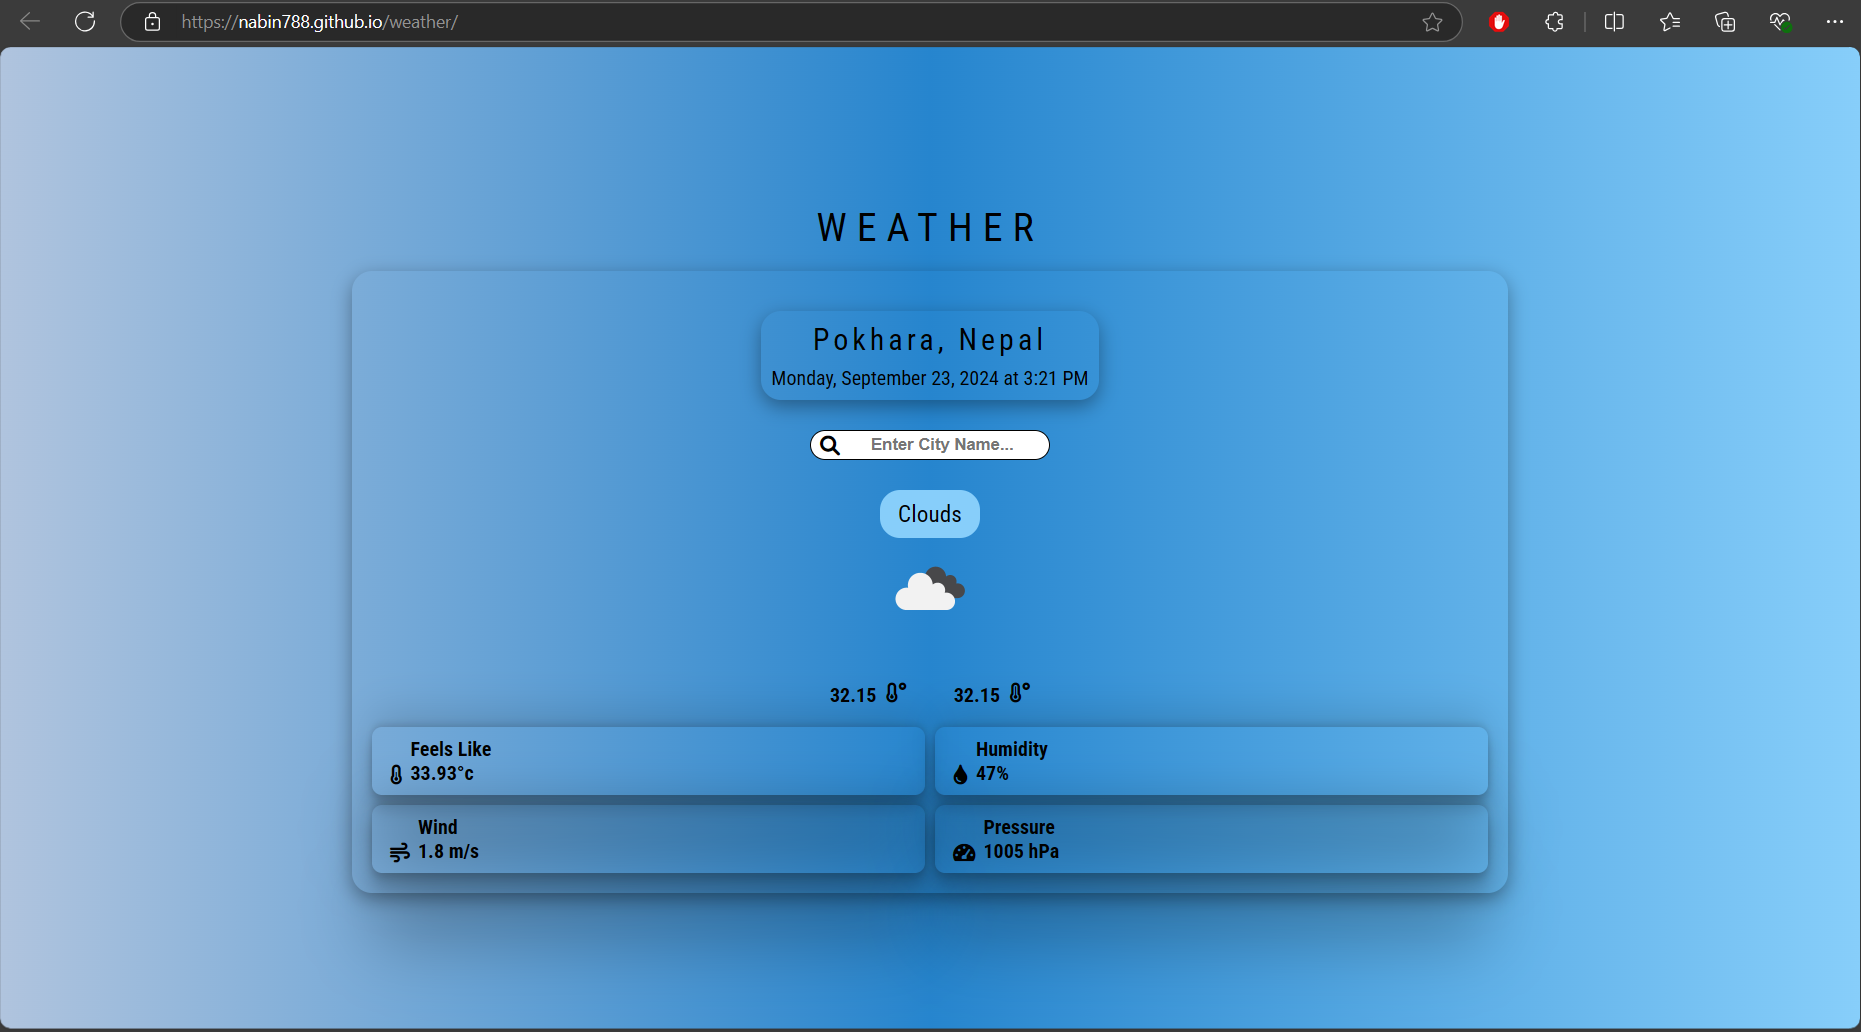 https://nabin788.github.io/weather/
WEATHER
Pokhara, Nepal
Monday, September 23, 2024 at 3:21 PM
Enter City Name...
Clouds
32.15 32.15
Feels Like
33.93°c
Humidity
47%
Wind
1.8 m/s
Pressure
1005 hPa